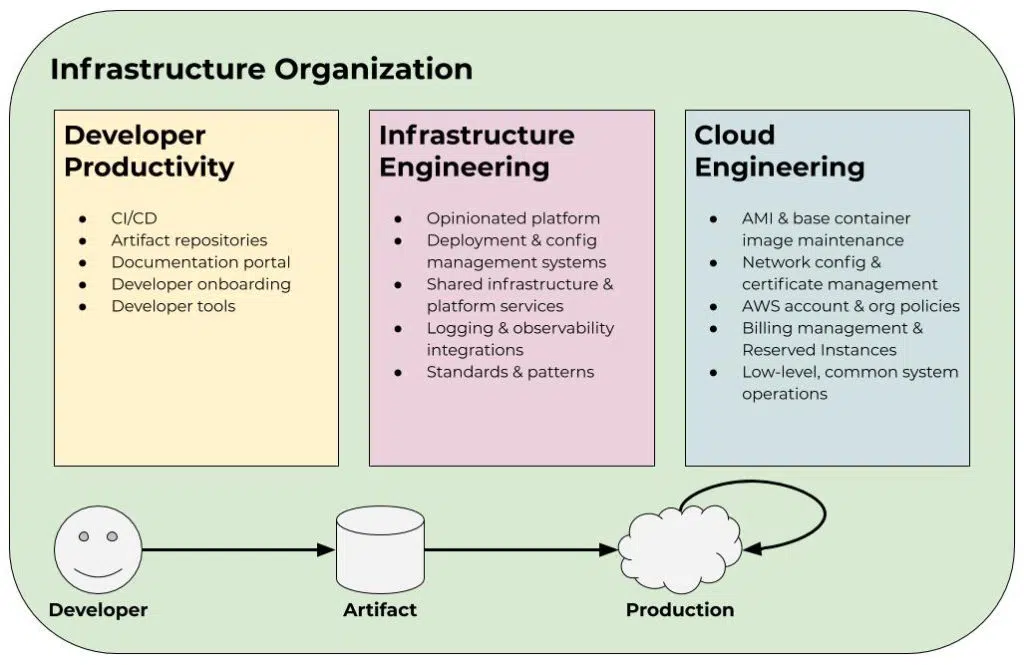 Infrastructure Organization
Developer
Productivity
● CI/CD
● Artifact repositories
● Documentation portal
● Developer onboarding
● Developer tools
Infrastructure
Engineering
● Opinionated platform
● Deployment & config
management systems
● Shared infrastructure &
platform services
● Logging & observability
integrations
● Standards & patterns
Cloud
Engineering
● AMI & base container
image maintenance
● Network config &
certificate management
● AWS account & org policies
● Billing management &
Reserved Instances
● Low-level, common system
operations
Developer
Artifact
Production